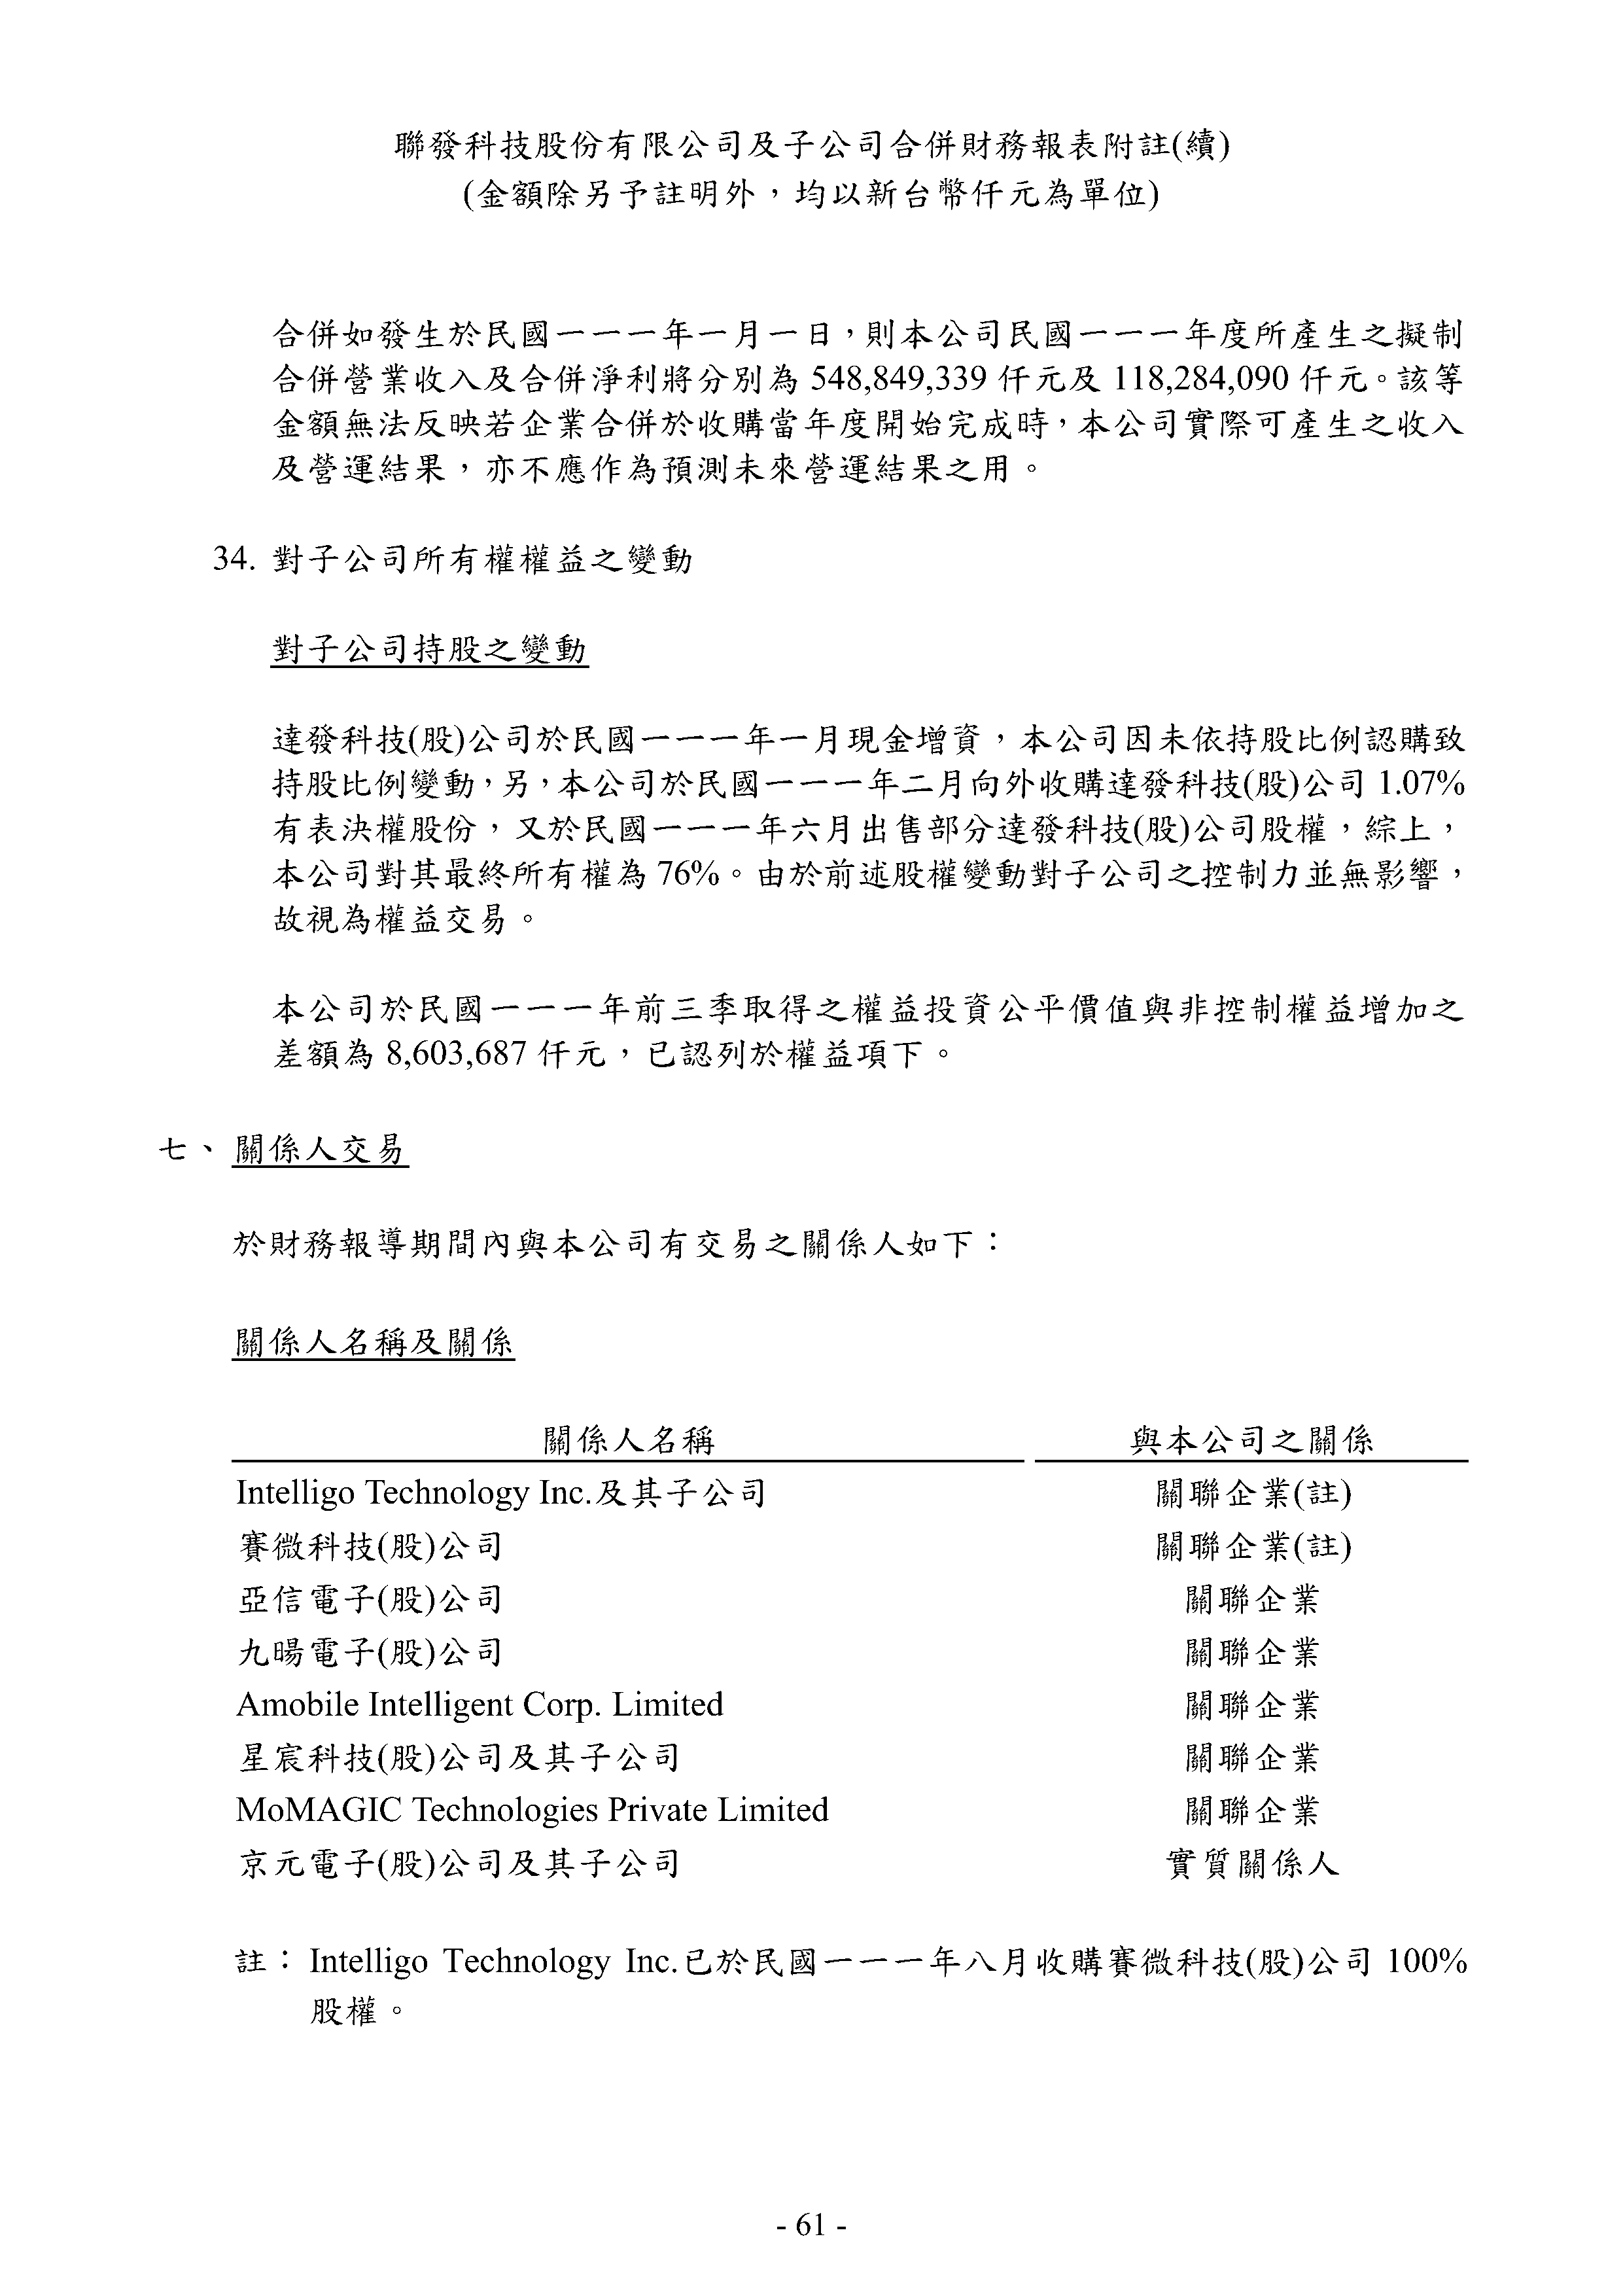 聯發科技股份有限公司及子公司合併財務報表附註(續)
(金額除另予註明外，均以新台幣仟元為單位)
合併如發生於民國一一一年一月一日，則本公司民國一一一年度所產生之擬制
合併營業收入及合併淨利將分別為 548,849,339 仟元及 118,284,090 仟元。該等
金額無法反映若企業合併於收購當年度開始完成時，本公司實際可產生之收入
及營運結果，亦不應作為預測未來營運結果之用。
34. 對子公司所有權權益之變動
對子公司持股之變動
達發科技(股)公司於民國一一一年一月現金增資，本公司因未依持股比例認購致
持股比例變動，另，本公司於民國一一一年二月向外收購達發科技(股)公司 1.07%
有表決權股份，又於民國一一一年六月出售部分達發科技(股)公司股權，綜上，
本公司對其最終所有權為 76%。由於前述股權變動對子公司之控制力並無影響，
故視為權益交易。
本公司於民國一一一年前三季取得之權益投資公平價值與非控制權益增加之
差額為 8,603,687 仟元，已認列於權益項下。
七、關係人交易
於財務報導期間內與本公司有交易之關係人如下：
關係人名稱及關係
關係人名稱 與本公司之關係
Intelligo Technology Inc.及其子公司 關聯企業(註)
賽微科技(股)公司 關聯企業(註)
亞信電子(股)公司 關聯企業
九暘電子(股)公司 關聯企業
Amobile Intelligent Corp. Limited 關聯企業
星宸科技(股)公司及其子公司 關聯企業
MoMAGIC Technologies Private Limited 關聯企業
京元電子(股)公司及其子公司 實質關係人
註：Intelligo Technology Inc.已於民國一一一年八月收購賽微科技(股)公司 100%
股權。
- 61 -